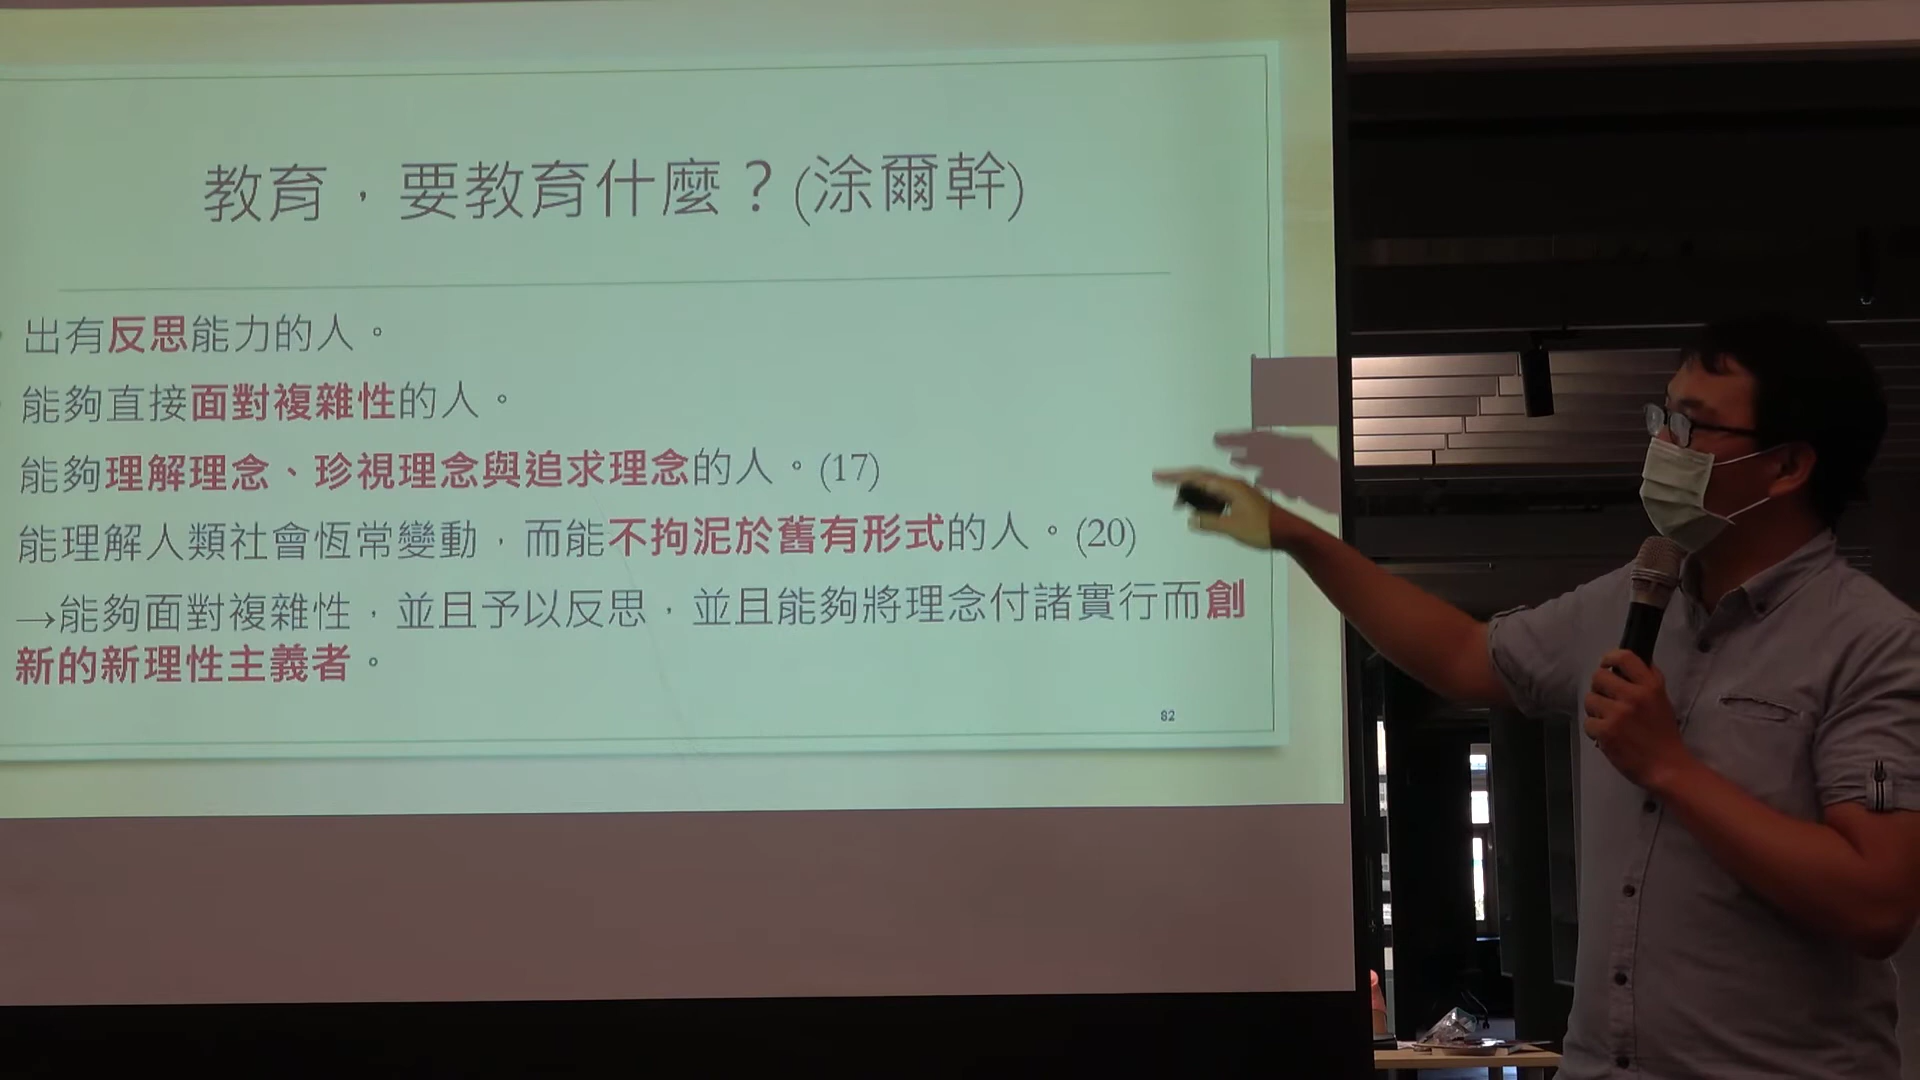 教育，要教育什麼？(涂爾幹)
出有反思能力的人。
能夠直接面對複雜性的人。
能夠理解理念、珍視理念與追求理念的人。(17)
能理解人類社會恆常變動，而能不拘泥於舊有形式的人。(20)
→能夠面對複雜性，並且予以反思，並且能夠將理念付諸實行而創
新的新理性主義者。
82